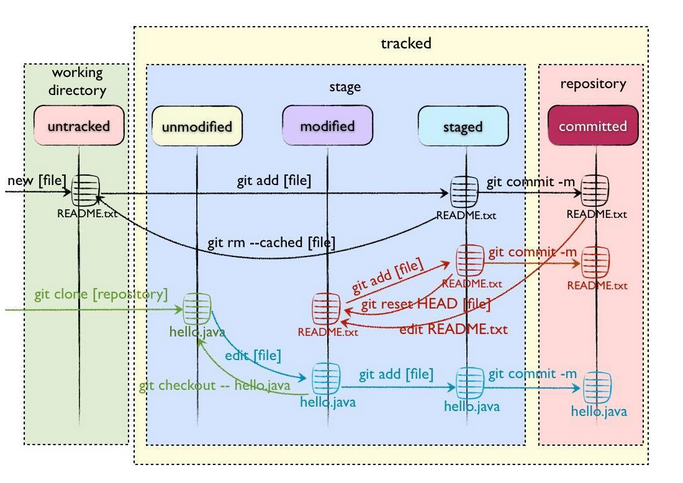 tracked
working
directory
stage
repository
untracked
unmodified
modified
staged
committed
new [file]
git add [file]
git commit -m
README.txt
README.txt
README.txt
git rm --cached [file]
git add [file]
git commit -m
README.txt
README.txt
git clone [repository]
git reset HEAD [file]
hello.java
README.txt
edit README.txt
edit [file]
git checkout -- hello.java
git add [file]
git commit -m
hello.java
hello.java
hello.java